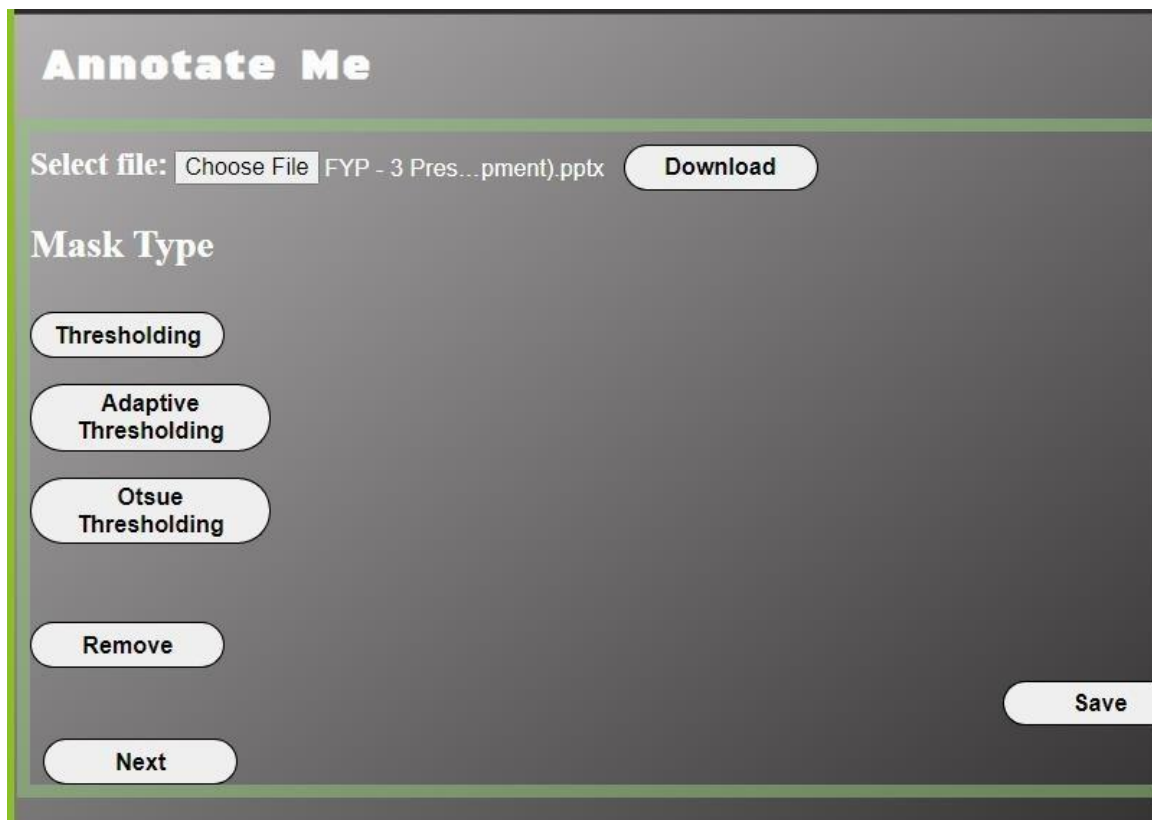 Annotate Me
Select file: Choose File FYP - 3 Pres...pment).pptx Download
Mask Type
Thresholding
Adaptive
Thresholding
Otsue
Thresholding
Remove
Save
Next